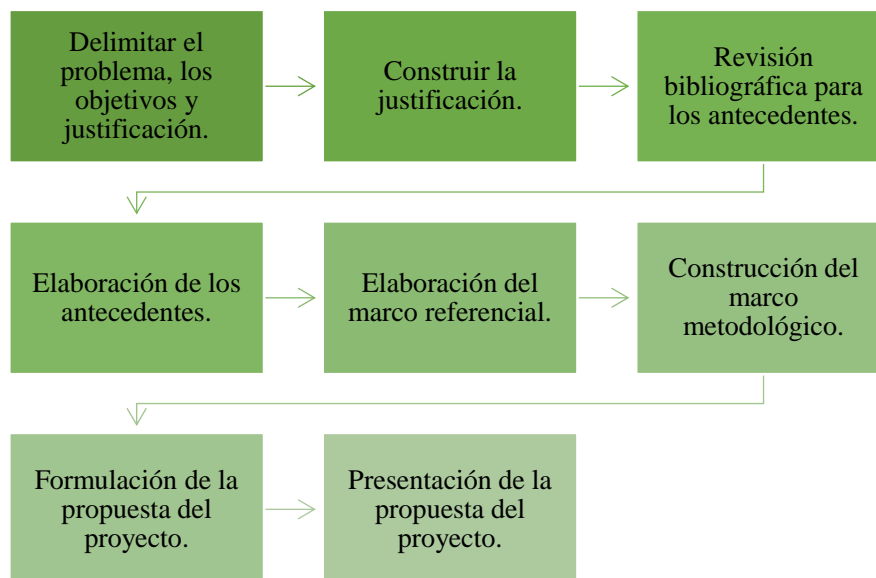 Delimitar el
problema, los
objetivos y
justificación.
Construir la
justificación.
Revisión
bibliográfica para
los antecedentes.
Elaboración de los
antecedentes.
Elaboración del
marco referencial.
Construcción del
marco
metodológico.
Formulación de la
propuesta del
proyecto.
Presentación de la
propuesta del
proyecto.